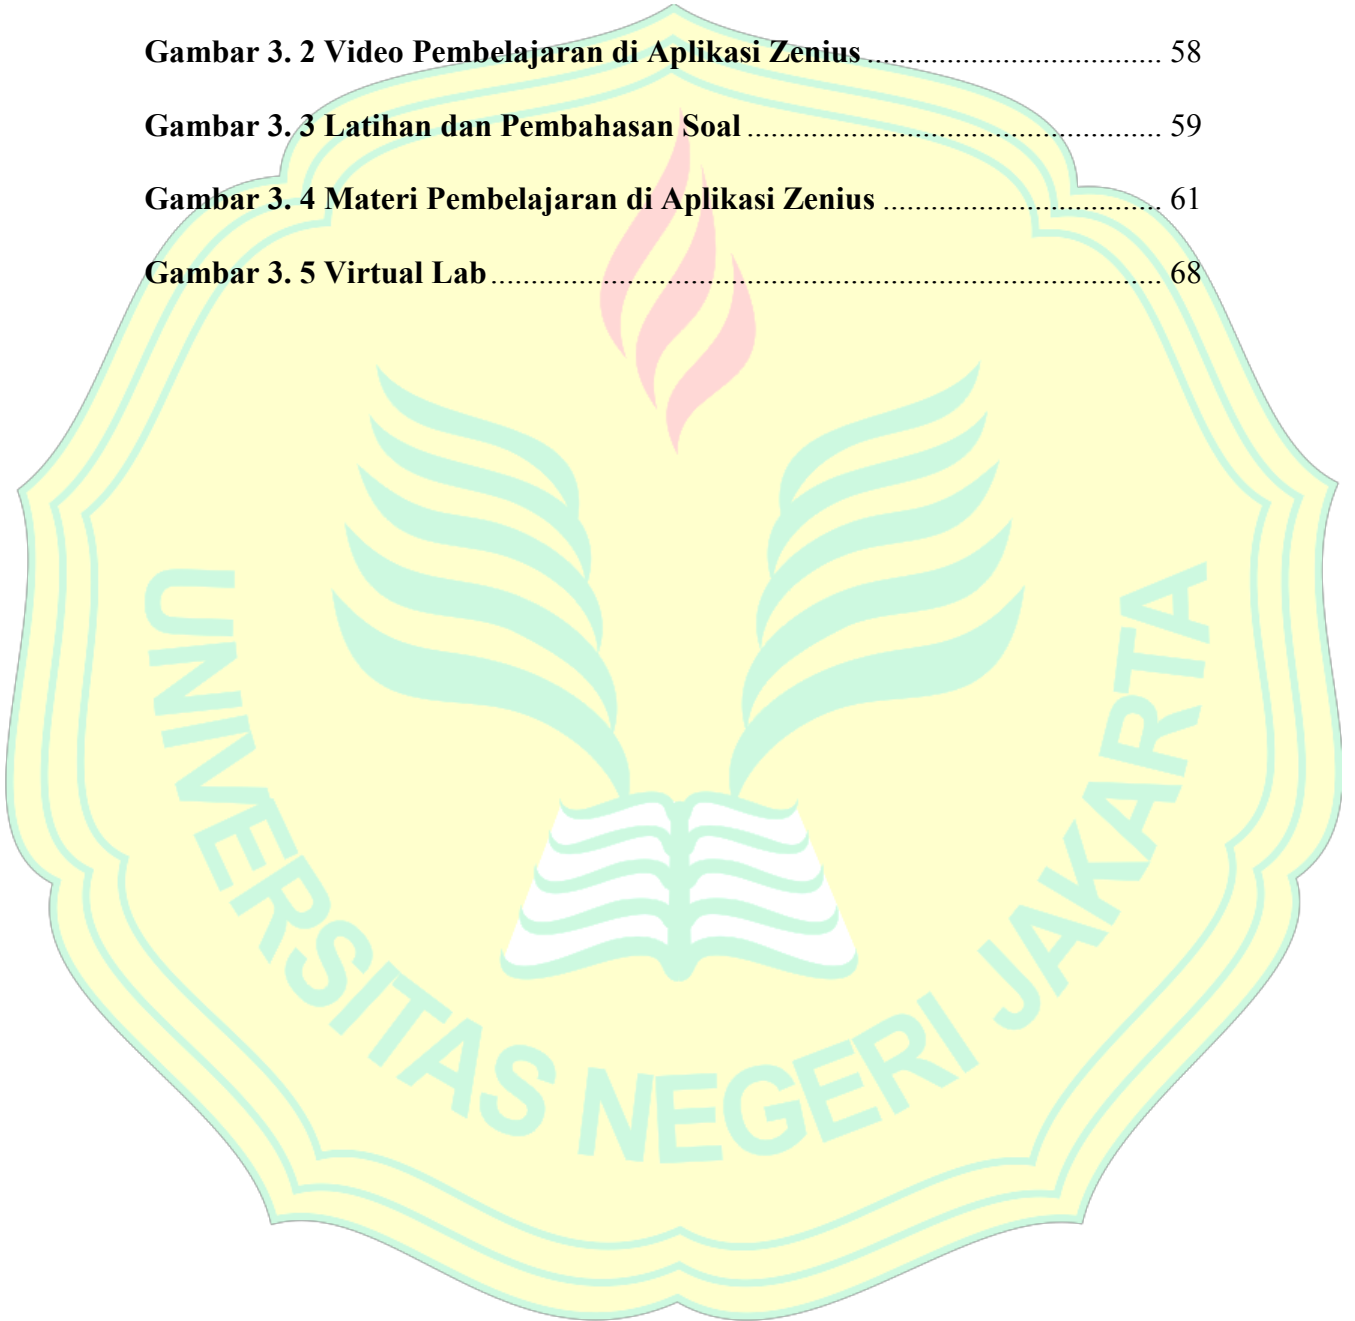 Gambar 3. 2 Video Pembelajaran di Aplikasi Zenius ............................... 58
Gambar 3. 3 Latihan dan Pembahasan Soal ............................................ 59
Gambar 3. 4 Materi Pembelajaran di Aplikasi Zenius ............................. 61
Gambar 3. 5 Virtual Lab ....................................................................... 68
UNIVERSITAS NEGERI JAKARTA